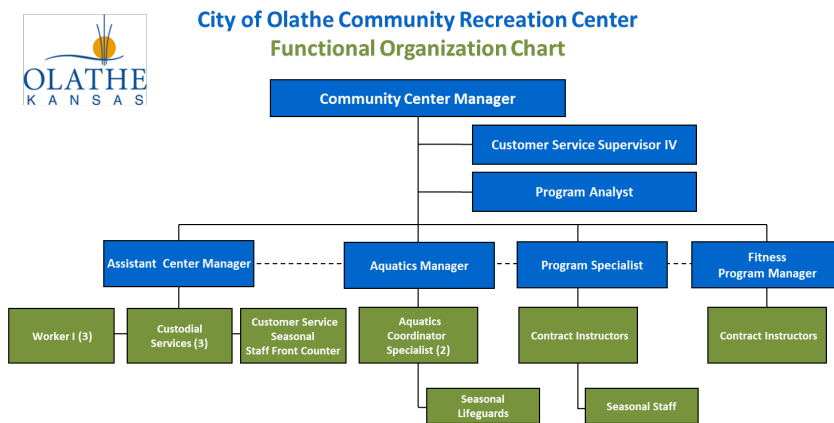 City of Olathe Community Recreation Center
Functional Organization Chart
OLATHE
KANSAS
Community Center Manager
Customer Service Supervisor IV
Program Analyst
Assistant Center Manager
Aquatics Manager
Program Specialist
Fitness
Program Manager
Worker I (3)
Custodial
Services (3)
Customer Service
Seasonal
Staff Front Counter
Aquatics
Coordinator
Specialist (2)
Contract Instructors
Contract Instructors
Seasonal
Lifeguards
Seasonal Staff